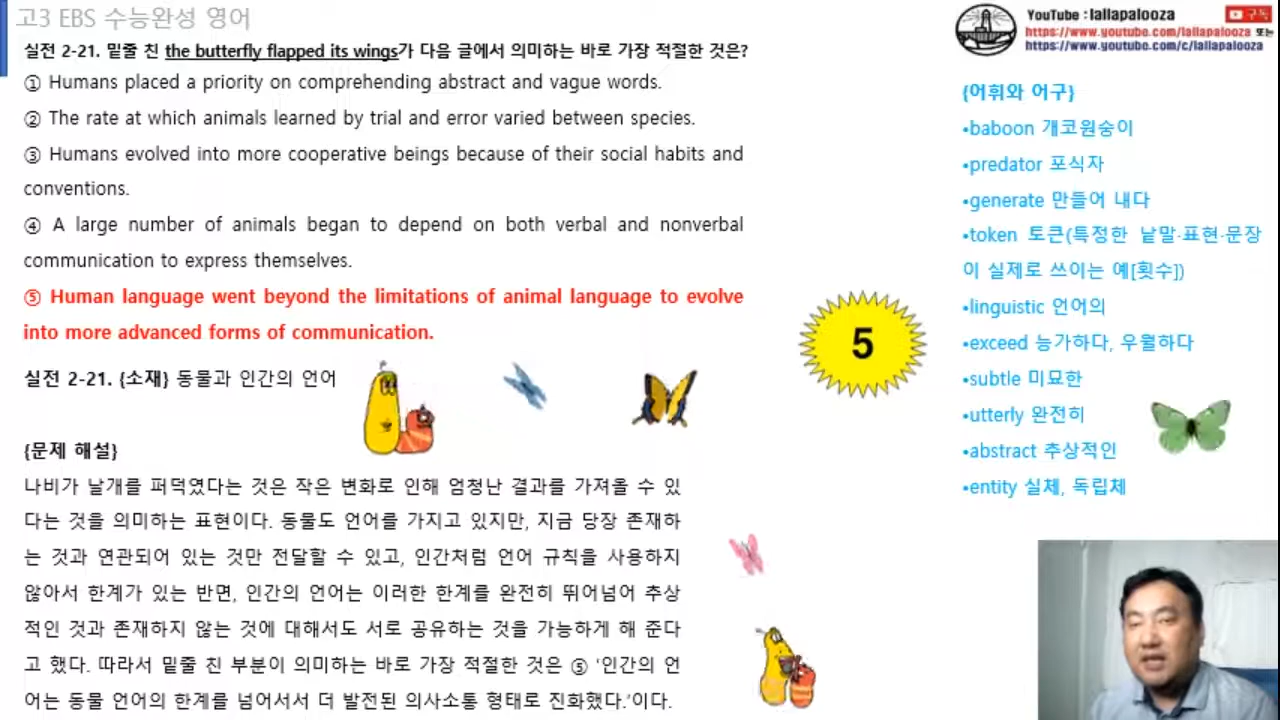 고3 EBS 수능완성 영어
실전 2-21. 밑줄 친 the butterfly flapped its wings가 다음 글에서 의미하는 바로 가장 적절한 것은?
① Humans placed a priority on comprehending abstract and vague words.
② The rate at which animals learned by trial and error varied between species.
③ Humans evolved into more cooperative beings because of their social habits and
conventions.
④ A large number of animals began to depend on both verbal and nonverbal
communication to express themselves.
⑤ Human language went beyond the limitations of animal language to evolve
into more advanced forms of communication.
5
실전 2-21. {소재} 동물과 인간의 언어
{문제 해설}
나비가 날개를 퍼덕였다는 것은 작은 변화로 인해 엄청난 결과를 가져올 수 있
다는 것을 의미하는 표현이다. 동물도 언어를 가지고 있지만, 지금 당장 존재하
는 것과 연관되어 있는 것만 전달할 수 있고, 인간처럼 언어 규칙을 사용하지
않아서 한계가 있는 반면, 인간의 언어는 이러한 한계를 완전히 뛰어넘어 추상
적인 것과 존재하지 않는 것에 대해서도 서로 공유하는 것을 가능하게 해 준다
고 했다. 따라서 밑줄 친 부분이 의미하는 바로 가장 적절한 것은 ⑤ '인간의 언
어는 동물 언어의 한계를 넘어서서 더 발전된 의사소통 형태로 진화했다.'이다.
YouTube : lallapalooza
구독
https://www.youtube.com/lallapalooza 또는
https://www.youtube.com/c/lallapalooza
{어휘와 어구}
•baboon 개코원숭이
•predator 포식자
•generate 만들어 내다
•token 토큰(특정한 낱말·표현·문장
이 실제로 쓰이는 예[횟수])
•linguistic 언어의
•exceed 능가하다, 우월하다
•subtle 미묘한
•utterly 완전히
•abstract 추상적인
•entity 실체, 독립체